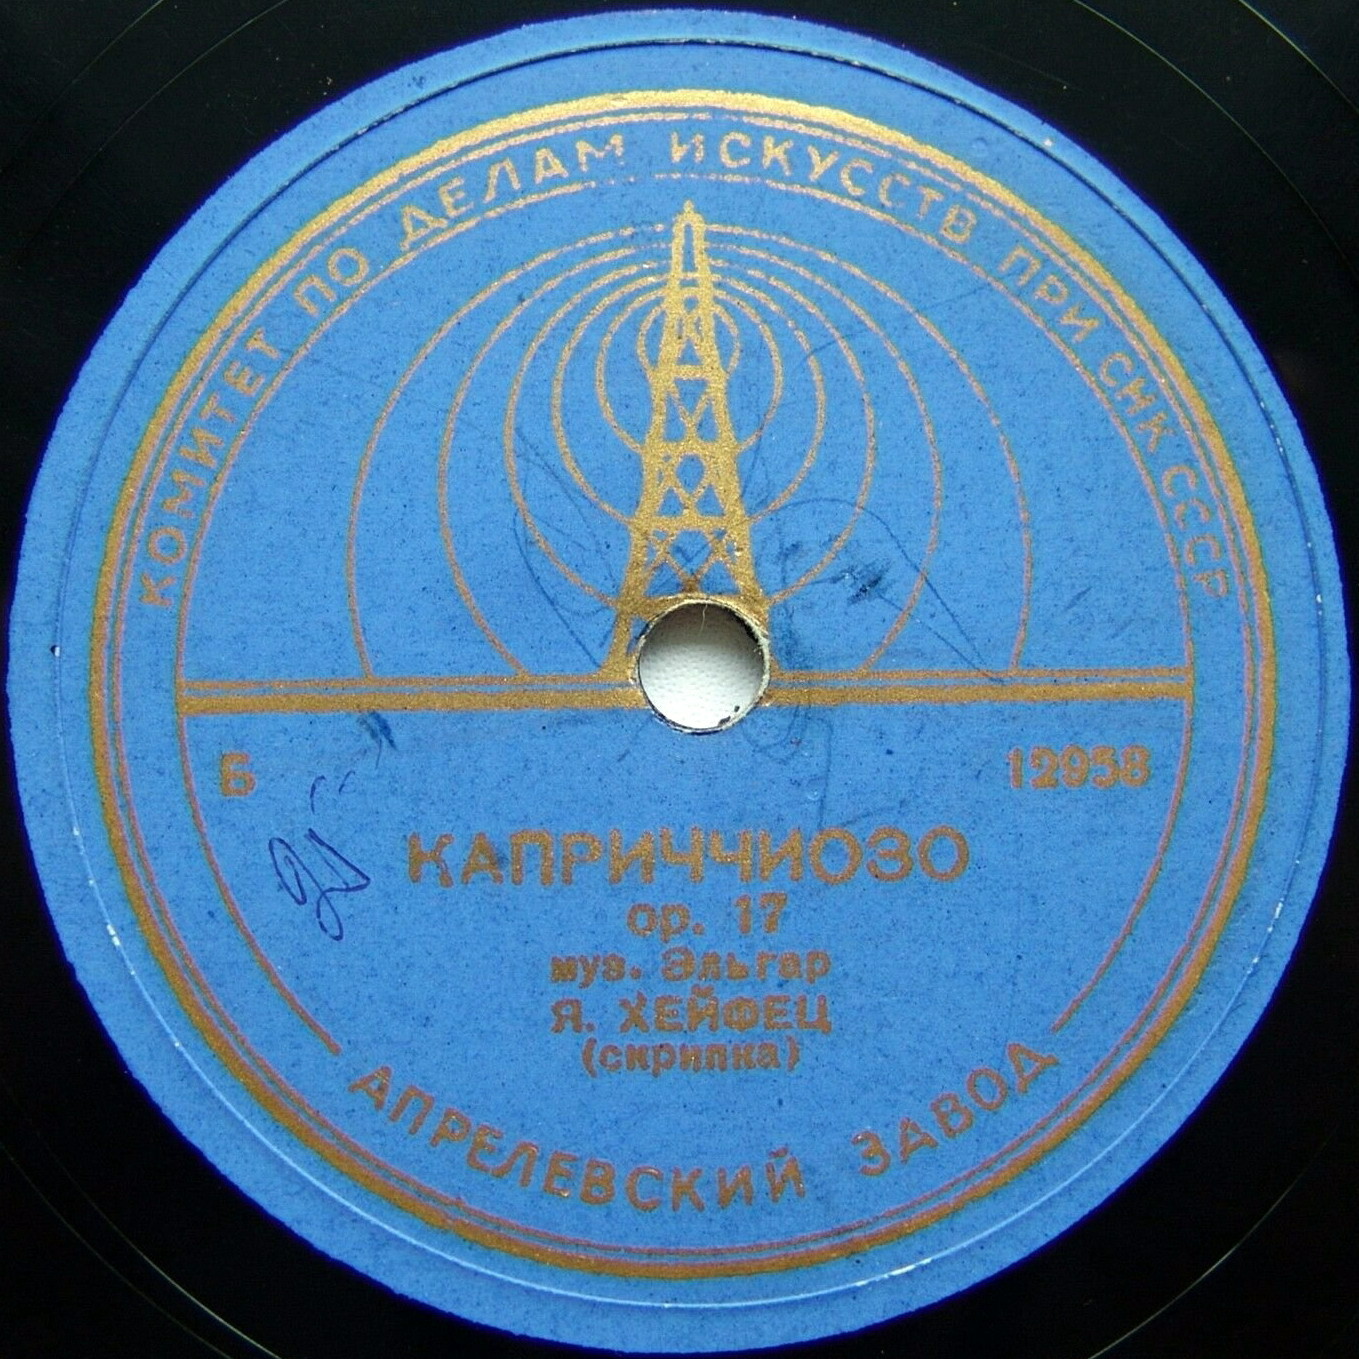 КОМИТЕТ ПО ДЕЛАМ ИСКУССТВ ПРИ СНК СССР
Б 12958
КАПРИЧЧИОЗО
ор. 17
муз. Эльгар
Я. ХЕЙФЕЦ
(скрипка)
АПРЕЛЕВСКИЙ ЗАВОД